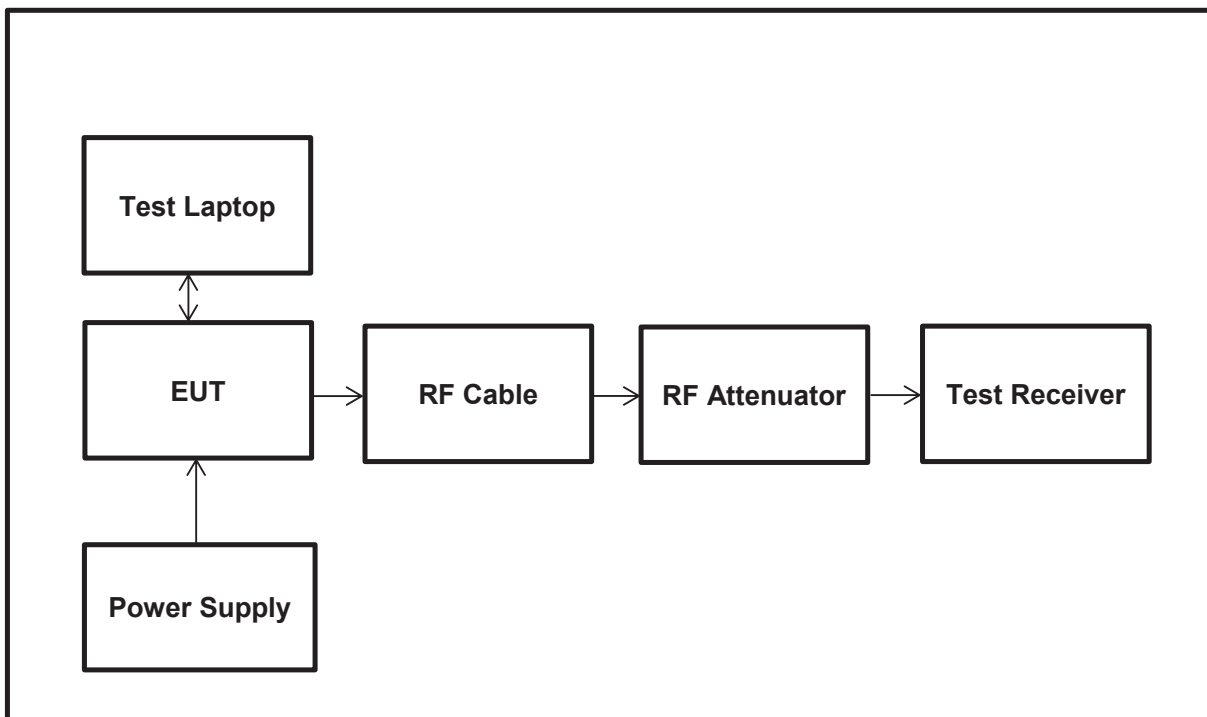 Test Laptop
EUT
RF Cable
RF Attenuator
Test Receiver
Power Supply